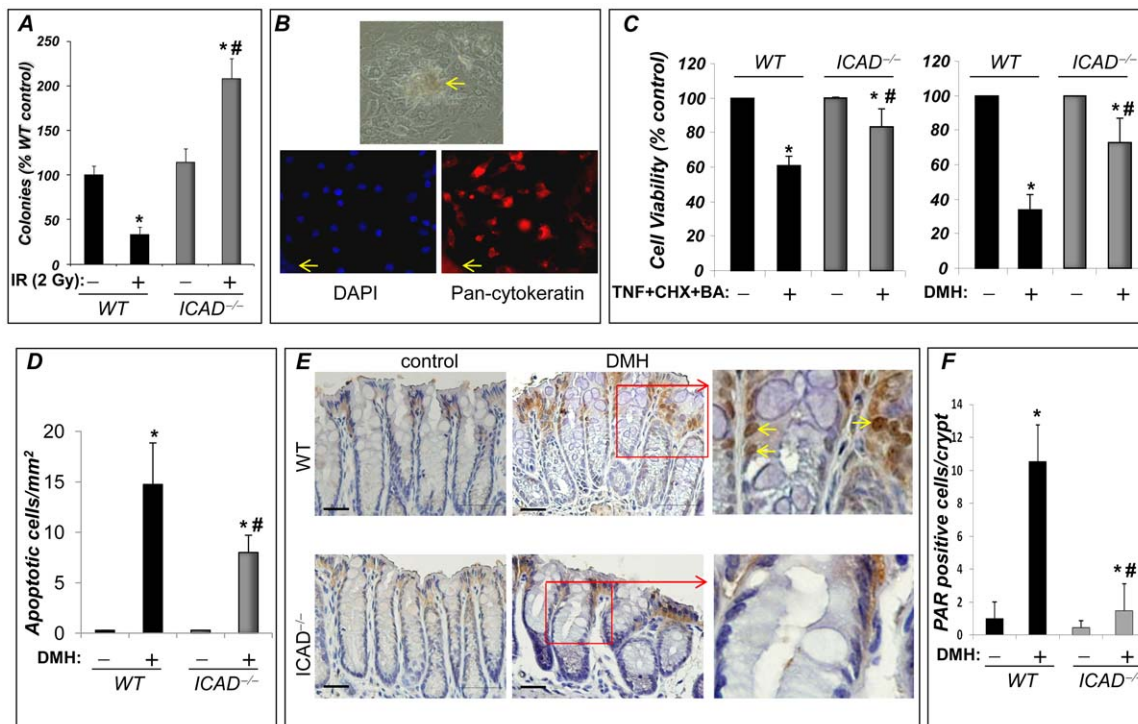 A
250
200
150
100
50
0
Colonies (% WT control)
* 
* #
IR (2 Gy): – + – +
WT ICAD–/–
B
DAPI Pan-cytokeratin
C
WT ICAD–/– WT ICAD–/–
120
100
80
60
40
20
0
Cell Viability (% control)
*
* #
TNF+CHX+BA – + – +
120
100
80
60
40
20
0
*
*#
DMH: – + – +
D
20
15
10
5
0
Apoptotic cells/mm²
*
* #
DMH: – + – +
WT ICAD–/–
E
control DMH
WT
ICAD–/–
F
14
12
10
8
6
4
2
0
PAR positive cells/crypt
*
*#
DMH: – + – +
WT ICAD–/–